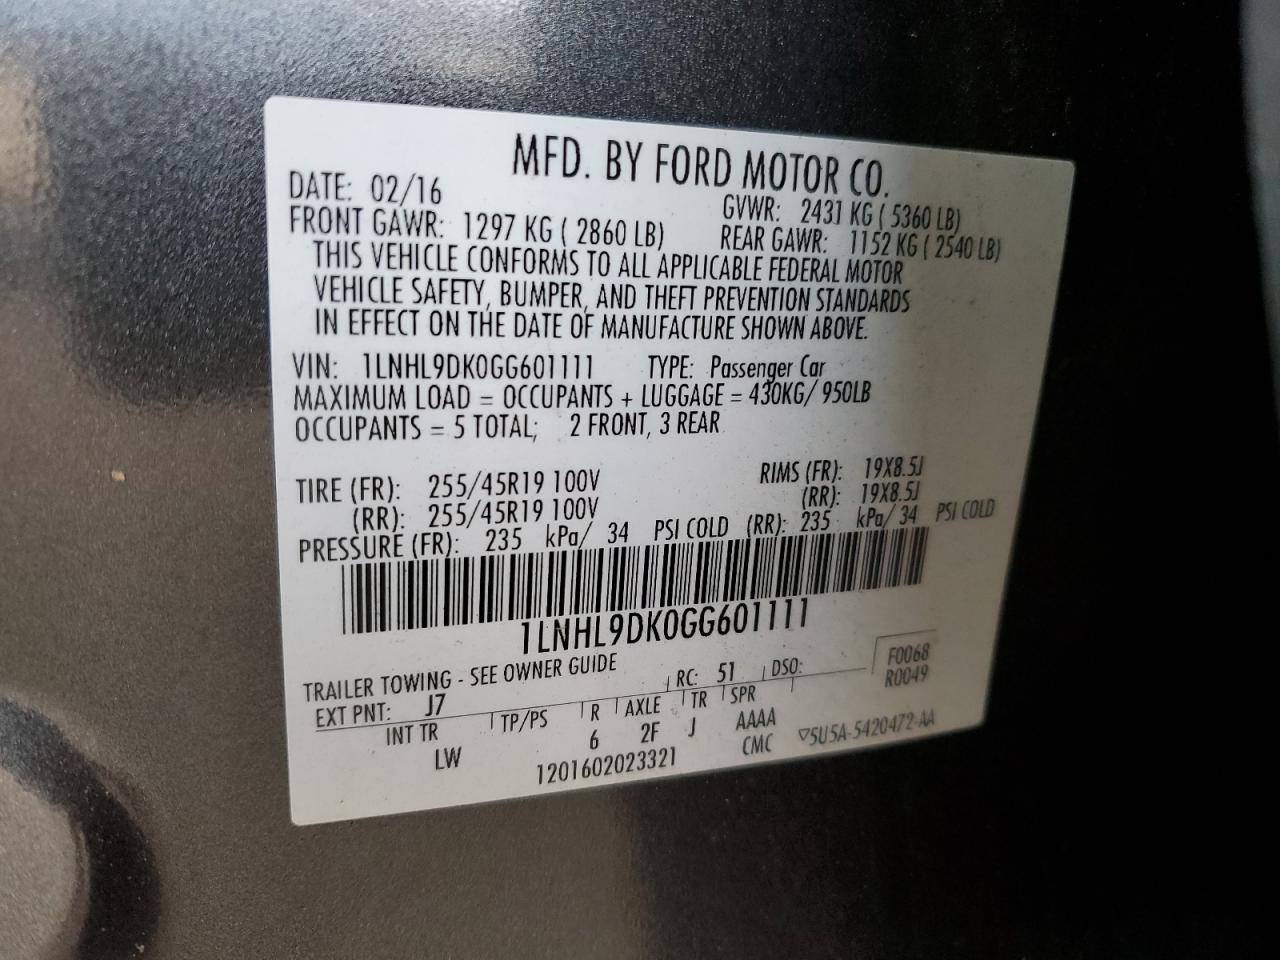 MFD. BY FORD MOTOR CO.
DATE: 02/16 GVWR: 2431 KG ( 5360 LB)
FRONT GAWR: 1297 KG ( 2860 LB) REAR GAWR: 1152 KG ( 2540 LB)
THIS VEHICLE CONFORMS TO ALL APPLICABLE FEDERAL MOTOR
VEHICLE SAFETY, BUMPER, AND THEFT PREVENTION STANDARDS
IN EFFECT ON THE DATE OF MANUFACTURE SHOWN ABOVE.
VIN: 1LNHL9DK0GG601111 TYPE: Passenger Car
MAXIMUM LOAD = OCCUPANTS + LUGGAGE = 430KG/ 950LB
OCCUPANTS = 5 TOTAL; 2 FRONT, 3 REAR
TIRE (FR): 255/45R19 100V RIMS (FR): 19X8.5J
(RR): 255/45R19 100V (RR): 19X8.5J
PRESSURE (FR): 235 kPa/ 34 PSI COLD (RR): 235 kPa/ 34 PSI COLD
1LNHL9DK0GG601111
TRAILER TOWING - SEE OWNER GUIDE
F0068
EXT PNT: J7 RC: 51 DSO: R0049
INT TR TP/PS R AXLE TR SPR
LW 6 2F J AAAA
1201602023321 CMC ▽5U5A-5420472-AA